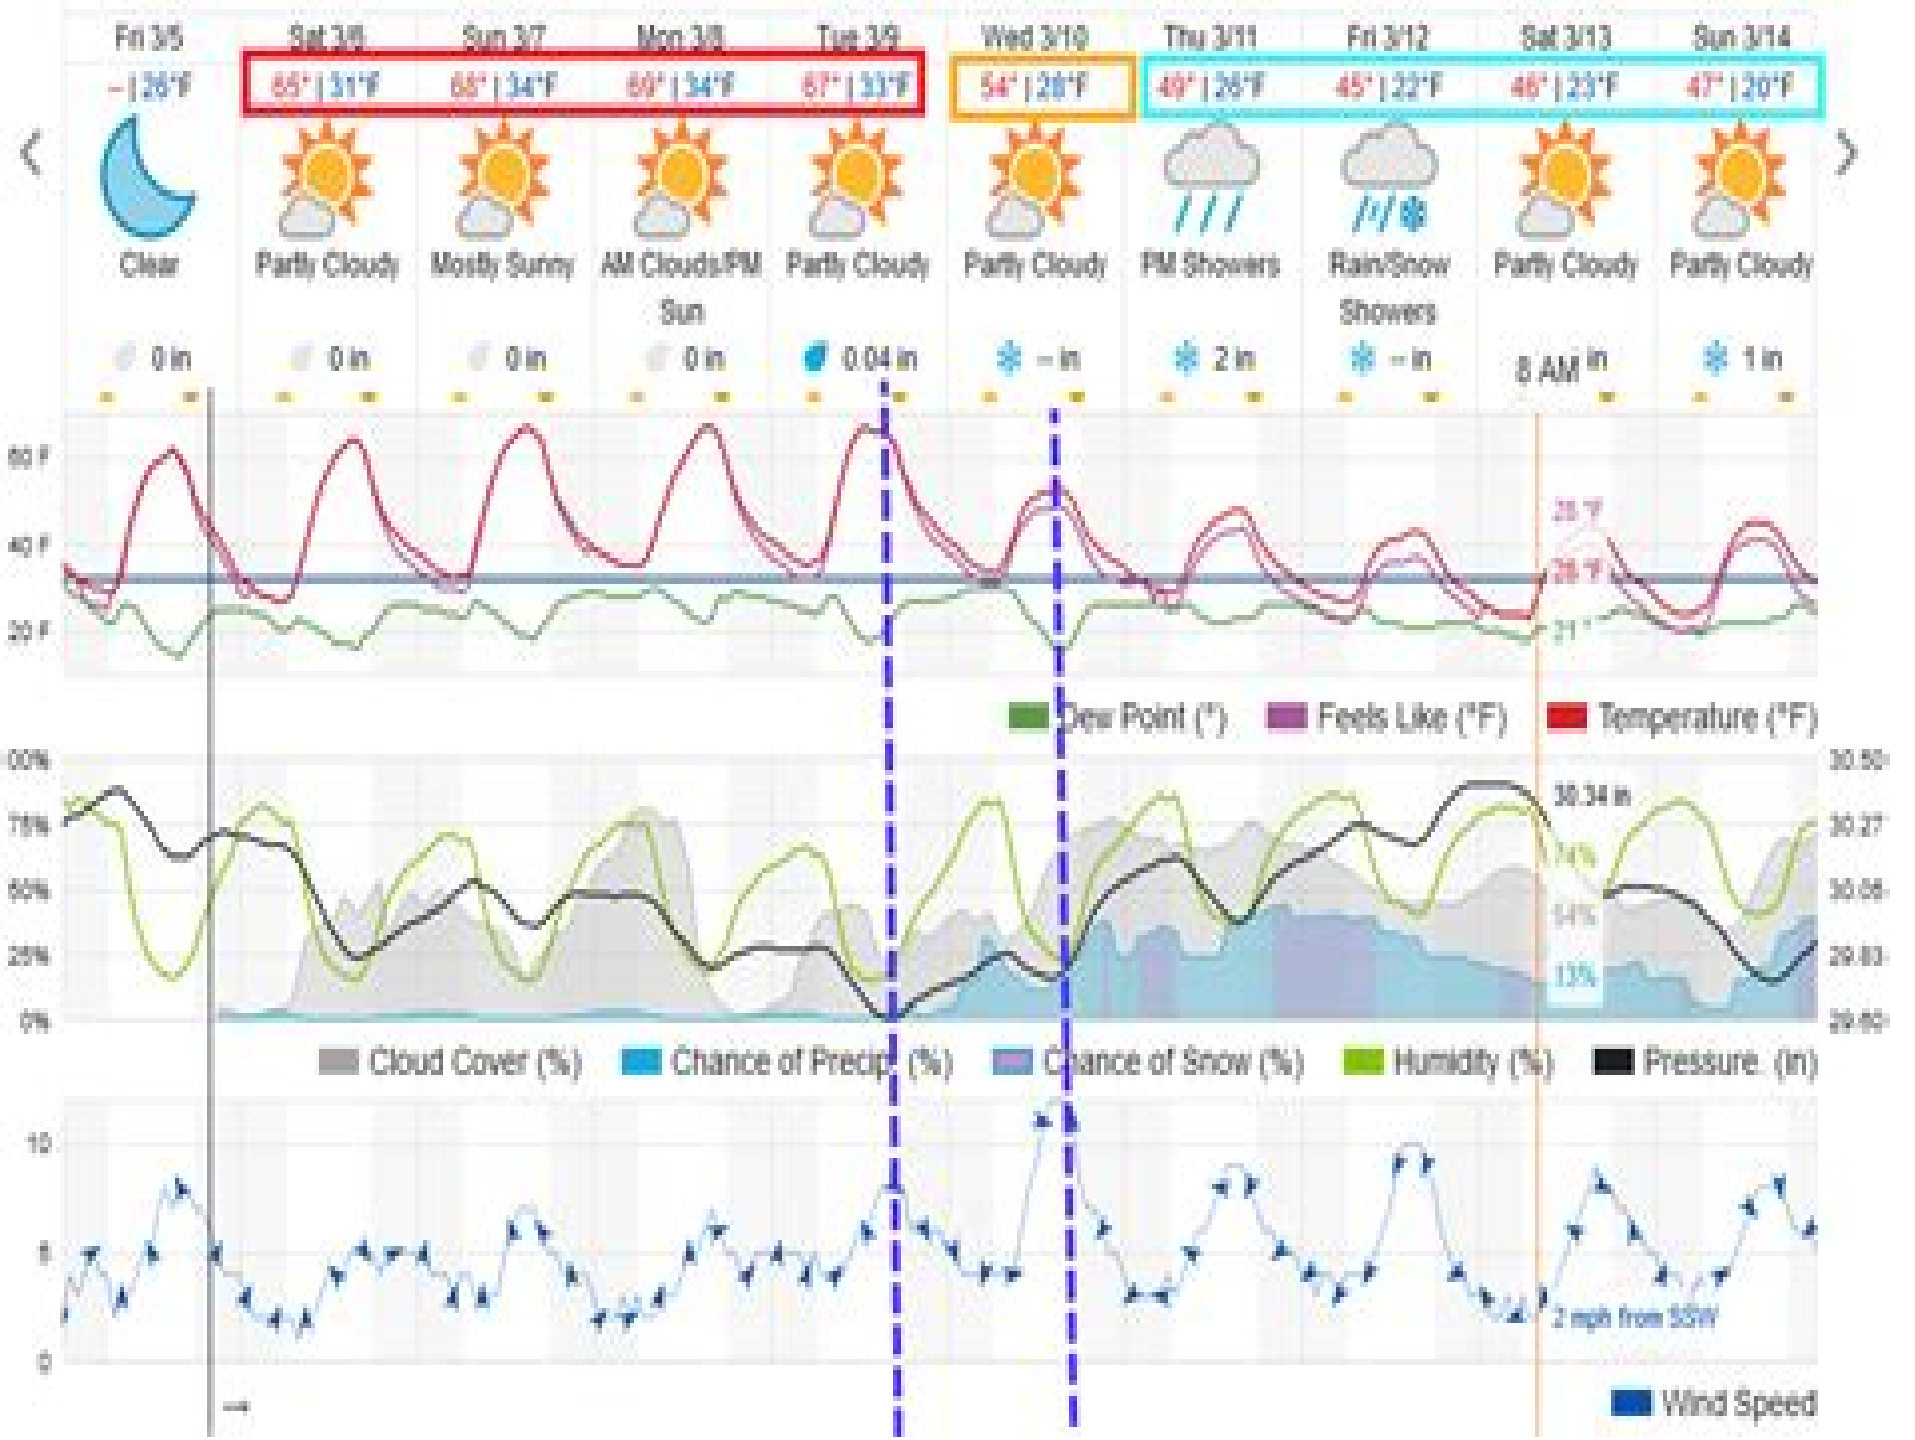 Fri 3/5 Sat 3/6 Sun 3/7 Mon 3/8 Tue 3/9 Wed 3/10 Thu 3/11 Fri 3/12 Sat 3/13 Sun 3/14
-- | 26°F 65° | 31°F 68° | 34°F 69° | 34°F 67° | 33°F 54° | 28°F 49° | 26°F 45° | 22°F 46° | 23°F 47° | 20°F
Clear Partly Cloudy Mostly Sunny AM Clouds/PM Partly Cloudy Partly Cloudy PM Showers Rain/Snow Partly Cloudy Partly Cloudy
Sun Showers
0 in 0 in 0 in 0 in 0.04 in -- in 2 in -- in 8 AM in 1 in
60 F
28 °F
40 F
28 °F
20 F 21 °
Dew Point (°) Feels Like (°F) Temperature (°F)
00% 30.50
30.34 in
75% 30.27
74%
50% 30.05
54%
25% 29.83
13%
0% 29.60
Cloud Cover (%) Chance of Precip. (%) Chance of Snow (%) Humidity (%) Pressure. (in)
10
5
2 mph from SSW
0
Wind Speed